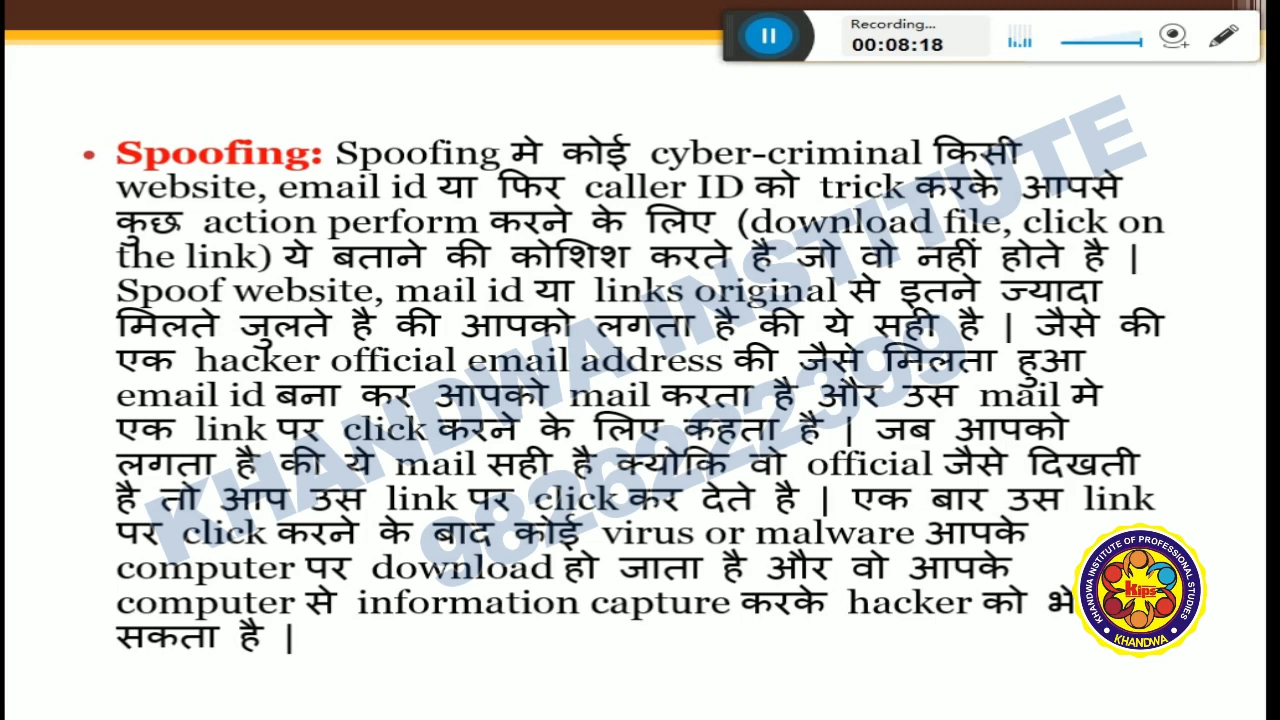 Recording...
00:08:18
• Spoofing: Spoofing मे कोई cyber-criminal किसी
website, email id या फिर caller ID को trick करके आपसे
कुछ action perform करने के लिए (download file, click on
the link) ये बताने की कोशिश करते है जो वो नहीं होते है |
Spoof website, mail id या links original से इतने ज्यादा
मिलते जुलते है की आपको लगता है की ये सही है | जैसे की
एक hacker official email address की जैसे मिलता हुआ
email id बना कर आपको mail करता है और उस mail मे
एक link पर click करने के लिए कहता है | जब आपको
लगता है की ये mail सही है क्योकि वो official जैसे दिखती
है तो आप उस link पर click कर देते है | एक बार उस link
पर click करने के बाद कोई virus or malware आपके
computer पर download हो जाता है और वो आपके
computer से information capture करके hacker को भे
सकता है |
KHANDWA INSTITUTE
9826222399
KHANDWA INSTITUTE OF PROFESSIONAL STUDIES
kips
• KHANDWA •